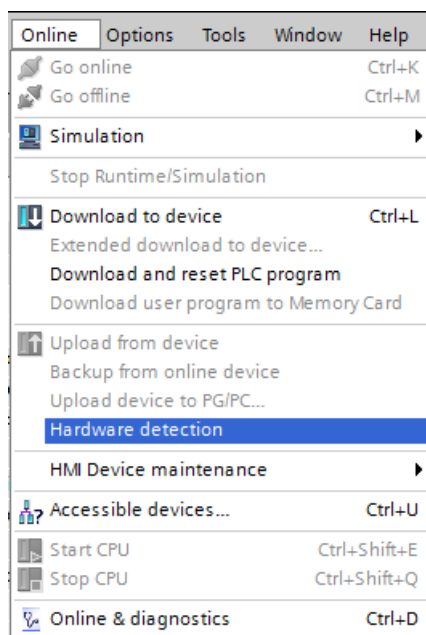 Online Options Tools Window Help
Go online Ctrl+K
Go offline Ctrl+M
Simulation
Stop Runtime/Simulation
Download to device Ctrl+L
Extended download to device...
Download and reset PLC program
Download user program to Memory Card
Upload from device
Backup from online device
Upload device to PG/PC...
Hardware detection
HMI Device maintenance
Accessible devices... Ctrl+U
Start CPU Ctrl+Shift+E
Stop CPU Ctrl+Shift+Q
Online & diagnostics Ctrl+D